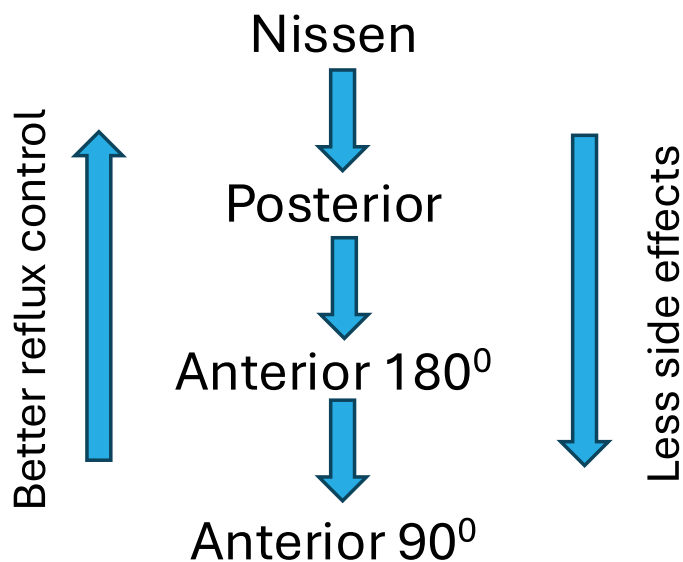 Nissen
Better reflux control
Posterior
Less side effects
Anterior 180⁰
Anterior 90⁰